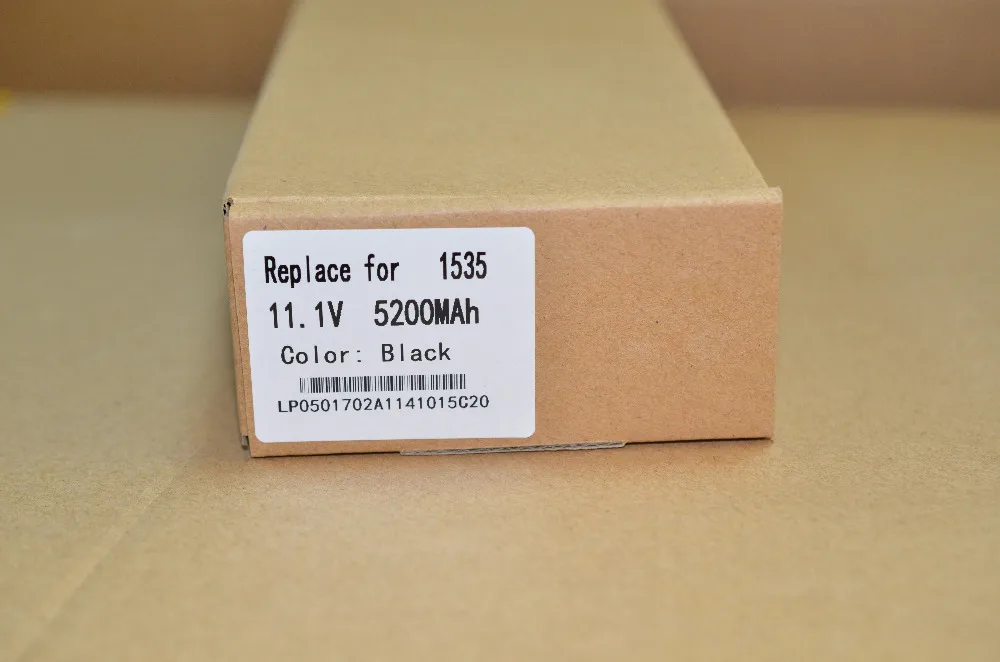 Replace for 1535
11.1V 5200MAh
Color: Black
LP0501702A1141015C20